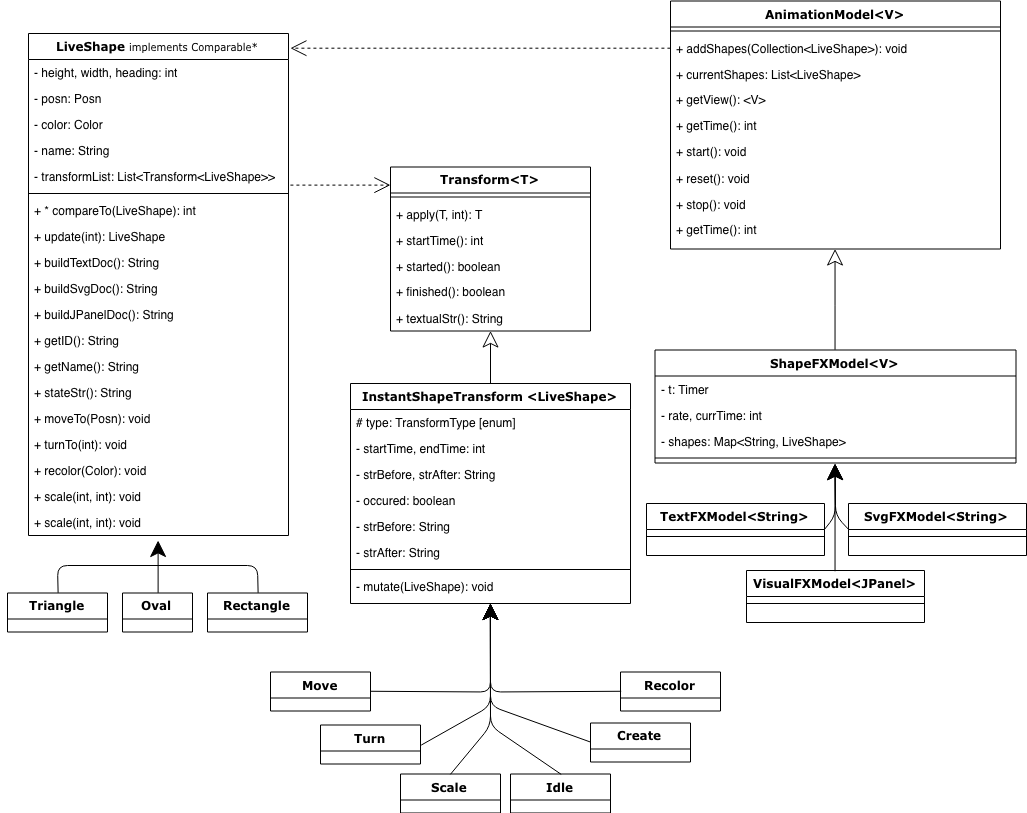 LiveShape implements Comparable*
- height, width, heading: int
- posn: Posn
- color: Color
- name: String
- transformList: List<Transform<LiveShape>>
+ * compareTo(LiveShape): int
+ update(int): LiveShape
+ buildTextDoc(): String
+ buildSvgDoc(): String
+ buildJPanelDoc(): String
+ getID(): String
+ getName(): String
+ stateStr(): String
+ moveTo(Posn): void
+ turnTo(int): void
+ recolor(Color): void
+ scale(int, int): void
+ scale(int, int): void
Triangle
Oval
Rectangle
Transform<T>
+ apply(T, int): T
+ startTime(): int
+ started(): boolean
+ finished(): boolean
+ textualStr(): String
InstantShapeTransform <LiveShape>
# type: TransformType [enum]
- startTime, endTime: int
- strBefore, strAfter: String
- occured: boolean
- strBefore: String
- strAfter: String
- mutate(LiveShape): void
Move
Recolor
Turn
Create
Scale
Idle
AnimationModel<V>
+ addShapes(Collection<LiveShape>): void
+ currentShapes: List<LiveShape>
+ getView(): <V>
+ getTime(): int
+ start(): void
+ reset(): void
+ stop(): void
+ getTime(): int
ShapeFXModel<V>
- t: Timer
- rate, currTime: int
- shapes: Map<String, LiveShape>
TextFXModel<String>
SvgFXModel<String>
VisualFXModel<JPanel>